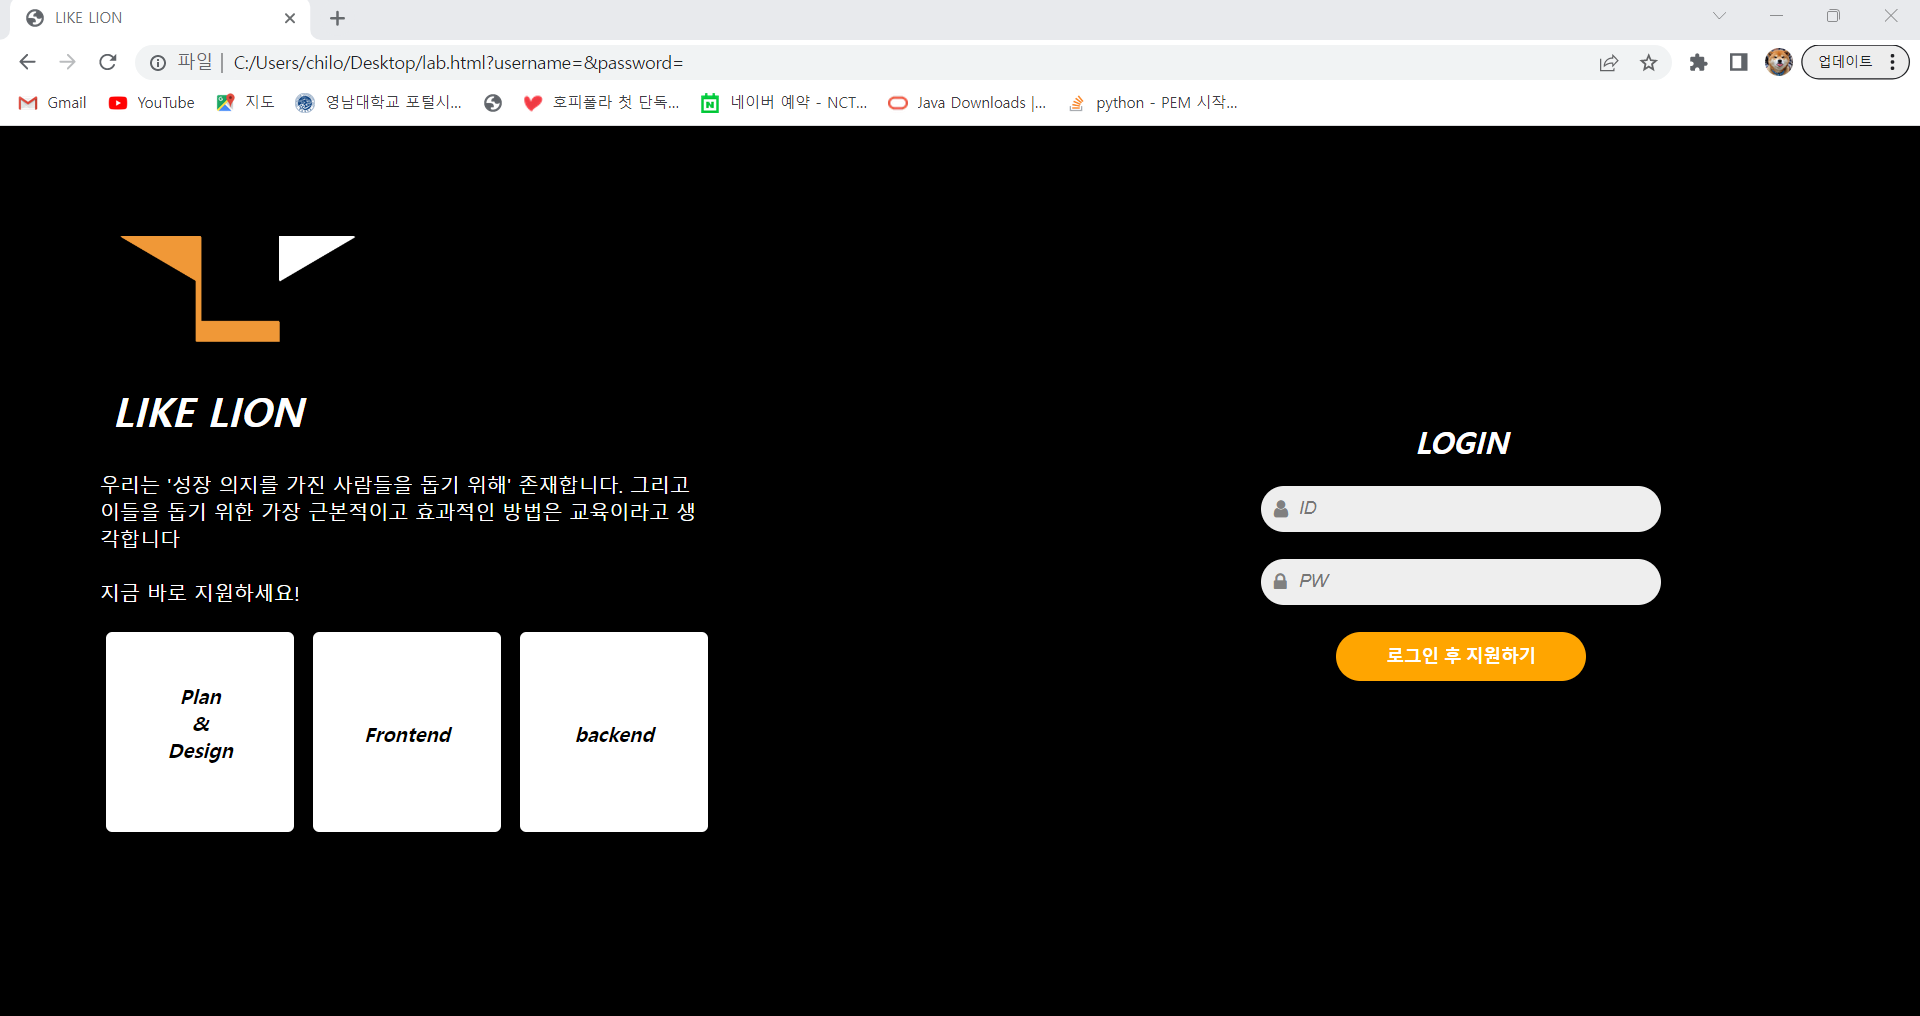 LIKE LION
파일 | C:/Users/chilo/Desktop/lab.html?username=&password=
업데이트
Gmail YouTube 지도 영남대학교 포털시... 호피폴라 첫 단독... 네이버 예약 - NCT... Java Downloads |... python - PEM 시작...
LIKE LION
우리는 '성장 의지를 가진 사람들을 돕기 위해' 존재합니다. 그리고
이들을 돕기 위한 가장 근본적이고 효과적인 방법은 교육이라고 생
각합니다
지금 바로 지원하세요!
Plan
&
Design
Frontend
backend
LOGIN
ID
PW
로그인 후 지원하기